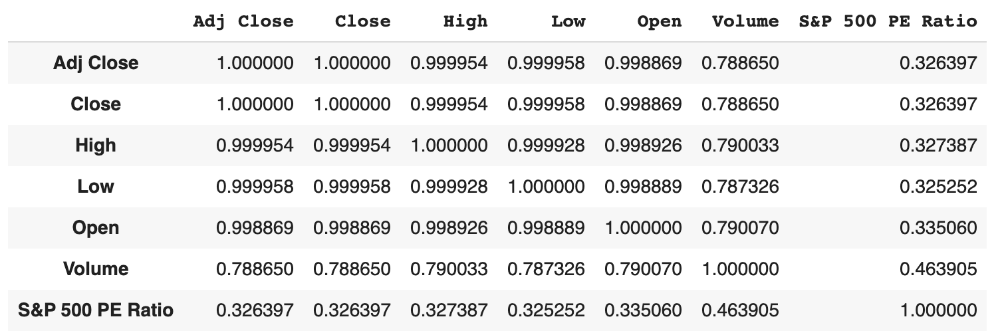 Adj Close Close High Low Open Volume S&P 500 PE Ratio
Adj Close 1.000000 1.000000 0.999954 0.999958 0.998869 0.788650 0.326397
Close 1.000000 1.000000 0.999954 0.999958 0.998869 0.788650 0.326397
High 0.999954 0.999954 1.000000 0.999928 0.998926 0.790033 0.327387
Low 0.999958 0.999958 0.999928 1.000000 0.998889 0.787326 0.325252
Open 0.998869 0.998869 0.998926 0.998889 1.000000 0.790070 0.335060
Volume 0.788650 0.788650 0.790033 0.787326 0.790070 1.000000 0.463905
S&P 500 PE Ratio 0.326397 0.326397 0.327387 0.325252 0.335060 0.463905 1.000000